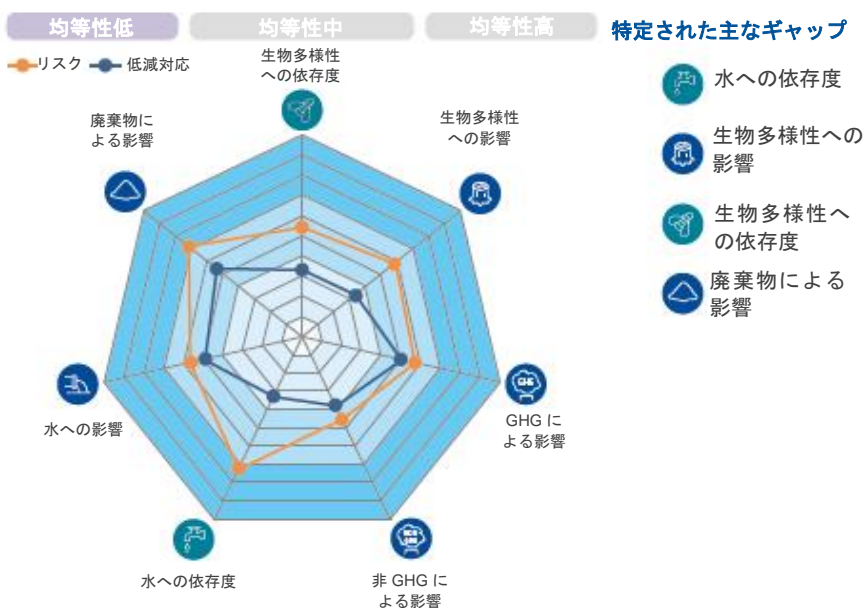 均等性低
均等性中
均等性高
特定された主なギャップ
リスク
低減対応
生物多様性
への依存度
廃棄物に
よる影響
生物多様性
への影響
水への依存度
生物多様性への
影響
生物多様性へ
の依存度
廃棄物による
影響
GHG
水への影響
GHG に
よる影響
水への依存度
非 GHG に
よる影響